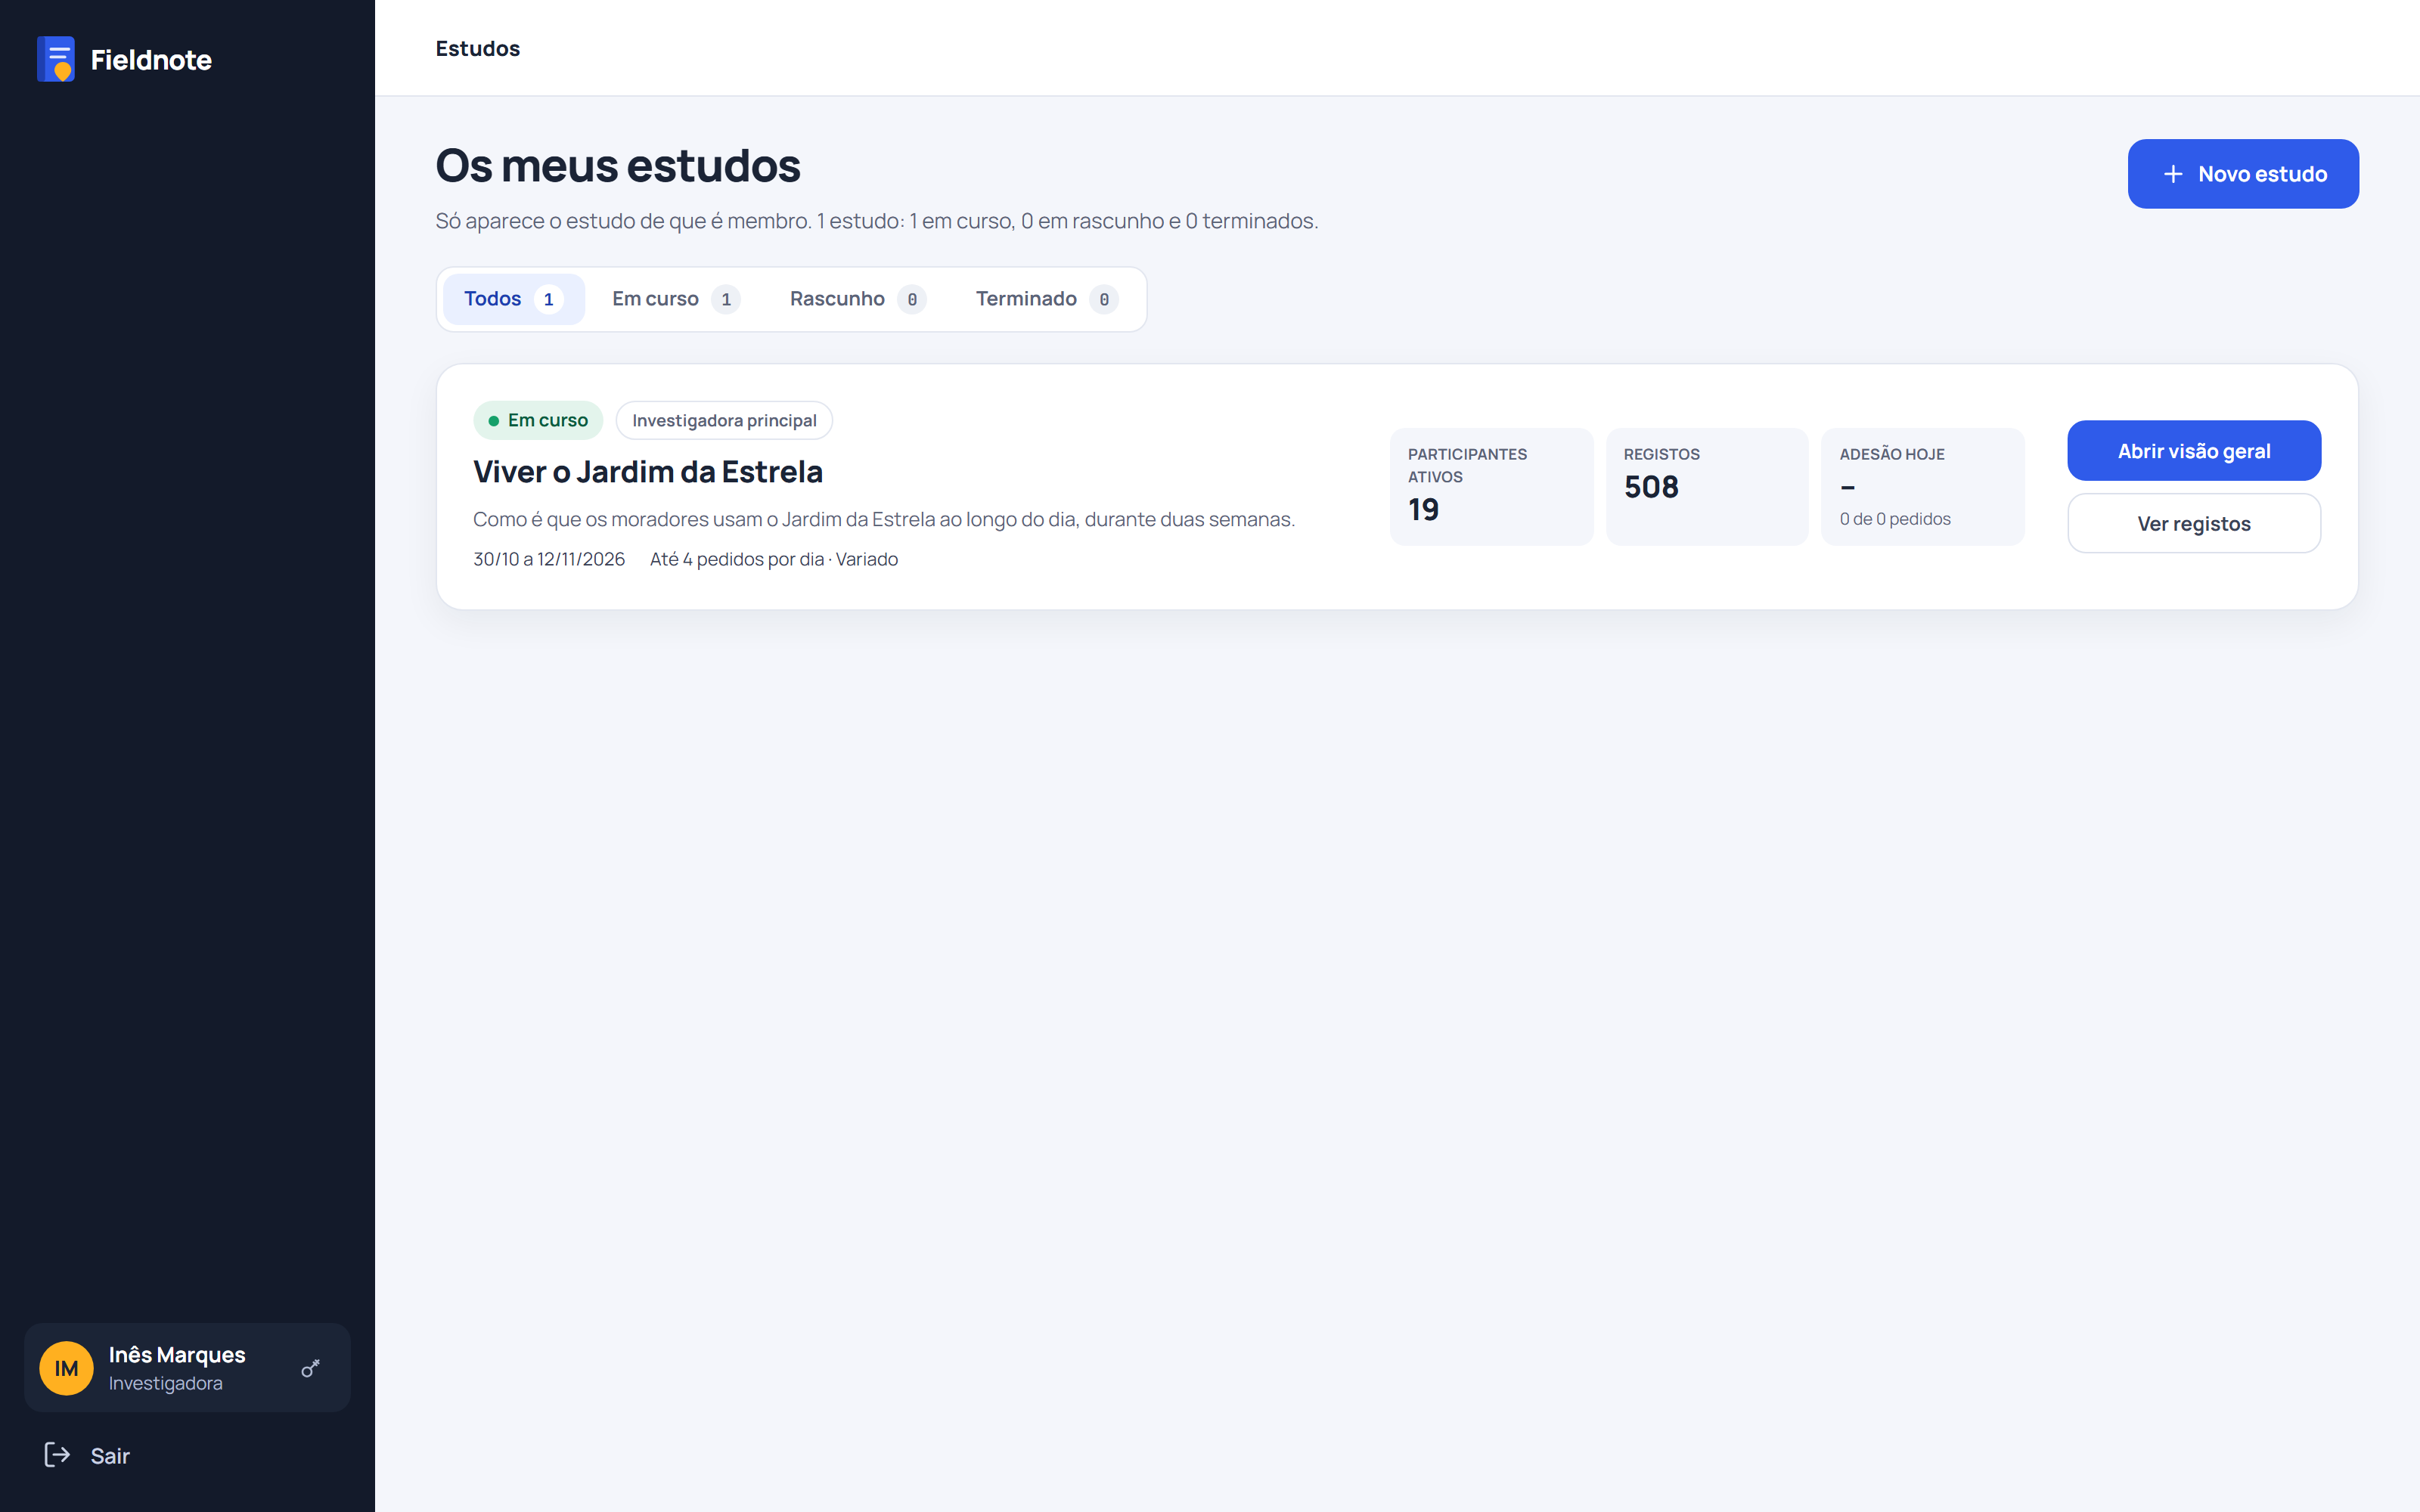 Fieldnote
Estudos
Os meus estudos
Novo estudo
Só aparece o estudo de que é membro. 1 estudo: 1 em curso, 0 em rascunho e 0 terminados.
Todos 1
Em curso 1
Rascunho 0
Terminado 0
Em curso
Investigadora principal
Viver o Jardim da Estrela
Como é que os moradores usam o Jardim da Estrela ao longo do dia, durante duas semanas.
30/10 a 12/11/2026
Até 4 pedidos por dia · Variado
PARTICIPANTES
ATIVOS
19
REGISTOS
508
ADESÃO HOJE
–
0 de 0 pedidos
Abrir visão geral
Ver registos
IM
Inês Marques
Investigadora
Sair